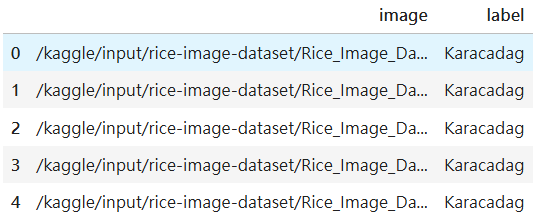 image label
0 /kaggle/input/rice-image-dataset/Rice_Image_Da... Karacadag
1 /kaggle/input/rice-image-dataset/Rice_Image_Da... Karacadag
2 /kaggle/input/rice-image-dataset/Rice_Image_Da... Karacadag
3 /kaggle/input/rice-image-dataset/Rice_Image_Da... Karacadag
4 /kaggle/input/rice-image-dataset/Rice_Image_Da... Karacadag